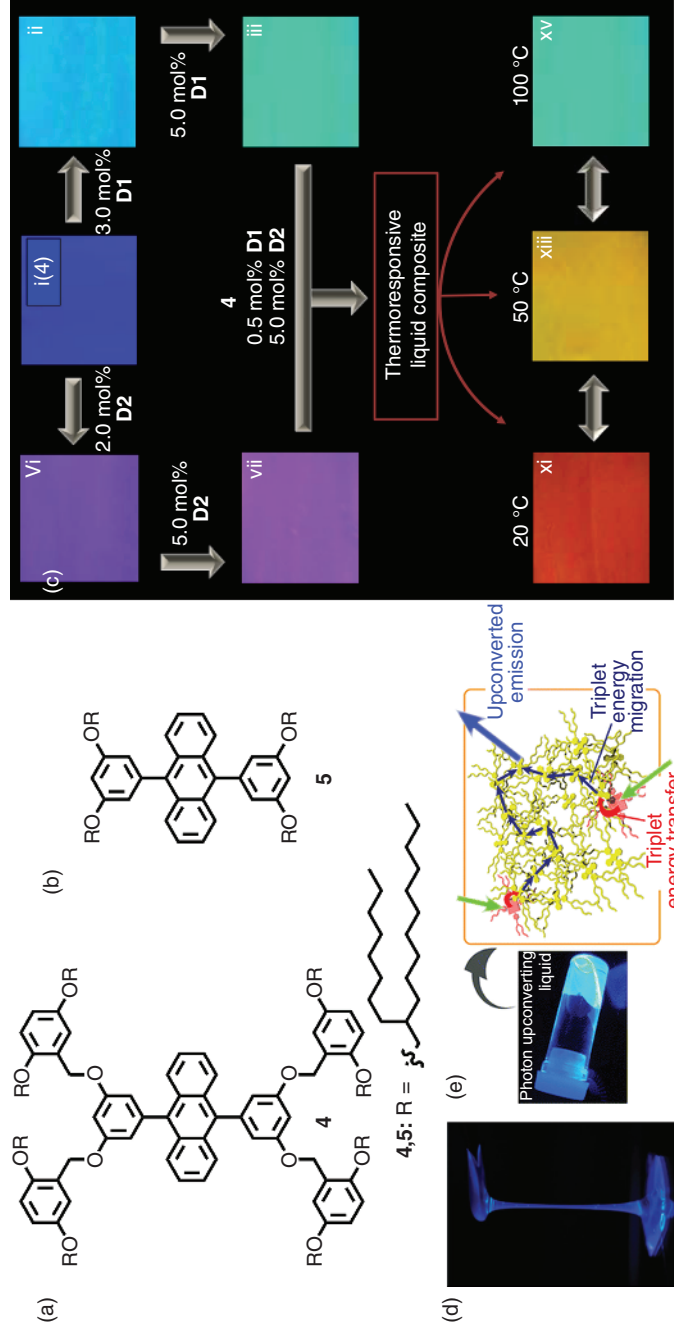 (a)
RO
OR
O
O
OR
RO
RO
OR
O
O
RO
OR
4
4,5: R =
(b)
RO
OR
RO
OR
5
(c)
Vi
2.0 mol%
D2
i(4)
3.0 mol%
D1
ii
5.0 mol%
D2
5.0 mol%
D1
vii
4
0.5 mol% D1
5.0 mol% D2
iii
Thermoresponsive
liquid composite
20 °C
50 °C
100 °C
xi
xiii
xv
(d)
(e)
Photon upconverting
liquid
Upconverted
emission
Triplet
energy
migration
Triplet
energy transfer